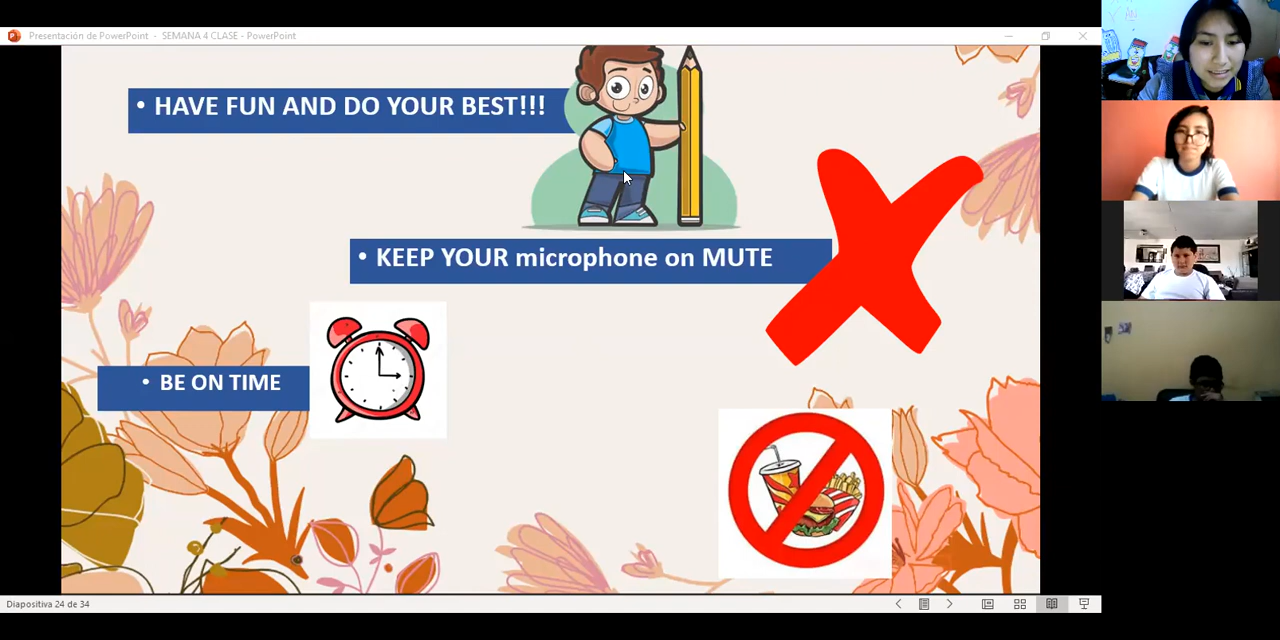 Presentación de PowerPoint - SEMANA 4 CLASE - PowerPoint
• HAVE FUN AND DO YOUR BEST!!!
• KEEP YOUR microphone on MUTE
• BE ON TIME
Diapositiva 24 de 34